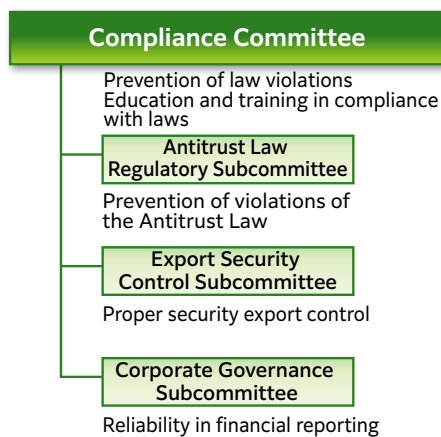 Compliance Committee
Prevention of law violations
Education and training in compliance
with laws
Antitrust Law
Regulatory Subcommittee
Prevention of violations of
the Antitrust Law
Export Security
Control Subcommittee
Proper security export control
Corporate Governance
Subcommittee
Reliability in financial reporting